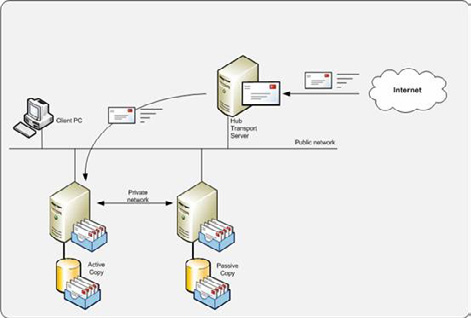 Internet
Client PC
Hub
Transport
Server
Public network
Private
network
Active
Copy
Passive
Copy